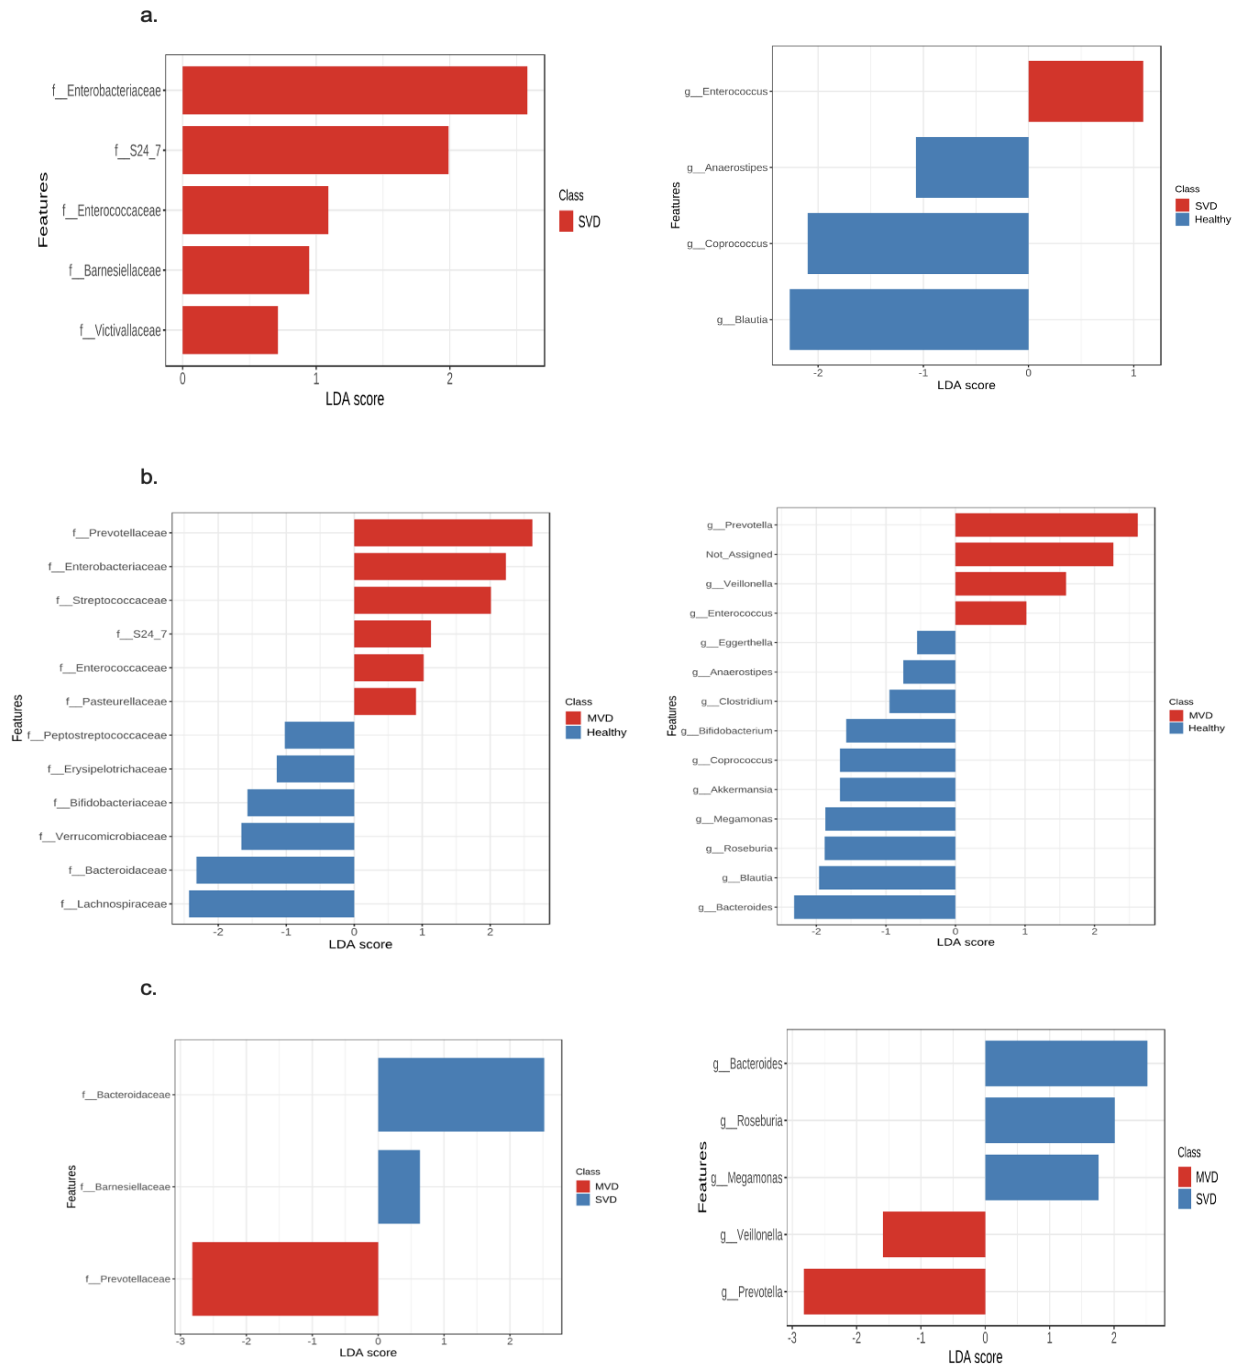 a.
f__Enterobacteriaceae
f__S24_7
f__Enterococcaceae
f__Barnesiellaceae
f__Victivallaceae
Features
0 1 2
LDA score
Class
SVD
g__Enterococcus
g__Anaerostipes
g__Coprococcus
g__Blautia
Features
-2 -1 0 1
LDA score
Class
SVD
Healthy
b.
f__Prevotellaceae
f__Enterobacteriaceae
f__Streptococcaceae
f__S24_7
f__Enterococcaceae
f__Pasteurellaceae
f__Peptostreptococcaceae
f__Erysipelotrichaceae
f__Bifidobacteriaceae
f__Verrucomicrobiaceae
f__Bacteroidaceae
f__Lachnospiraceae
Features
-2 -1 0 1 2
LDA score
Class
MVD
Healthy
g__Prevotella
Not_Assigned
g__Veillonella
g__Enterococcus
g__Eggerthella
g__Anaerostipes
g__Clostridium
g__Bifidobacterium
g__Coprococcus
g__Akkermansia
g__Megamonas
g__Roseburia
g__Blautia
g__Bacteroides
Features
-2 -1 0 1 2
LDA score
Class
MVD
Healthy
c.
f__Bacteroidaceae
f__Barnesiellaceae
f__Prevotellaceae
Features
-3 -2 -1 0 1 2
LDA score
Class
MVD
SVD
g__Bacteroides
g__Roseburia
g__Megamonas
g__Veillonella
g__Prevotella
Features
-3 -2 -1 0 1 2
LDA score
Class
MVD
SVD